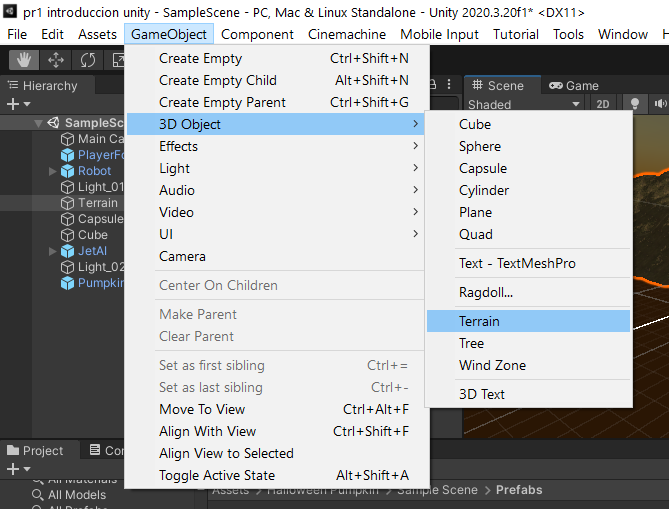 pr1 introduccion unity - SampleScene - PC, Mac & Linux Standalone - Unity 2020.3.20f1* <DX11>
File Edit Assets GameObject Component Cinemachine Mobile Input Tutorial Tools Window
Hierarchy
SampleSc
Main Ca
PlayerFo
Robot
Light_01
Terrain
Capsule
Cube
JetAI
Light_02
Pumpkin
Create Empty Ctrl+Shift+N
Create Empty Child Alt+Shift+N
Create Empty Parent Ctrl+Shift+G
3D Object
Effects
Light
Audio
Video
UI
Camera
Center On Children
Make Parent
Clear Parent
Set as first sibling Ctrl+=
Set as last sibling Ctrl+-
Move To View Ctrl+Alt+F
Align With View Ctrl+Shift+F
Align View to Selected
Toggle Active State Alt+Shift+A
Scene Game
Shaded 2D
Cube
Sphere
Capsule
Cylinder
Plane
Quad
Text - TextMeshPro
Ragdoll...
Terrain
Tree
Wind Zone
3D Text
Project Co
All Materials
All Models
All Prefabs
Assets > Halloween Pumpkin > Sample Scene > Prefabs